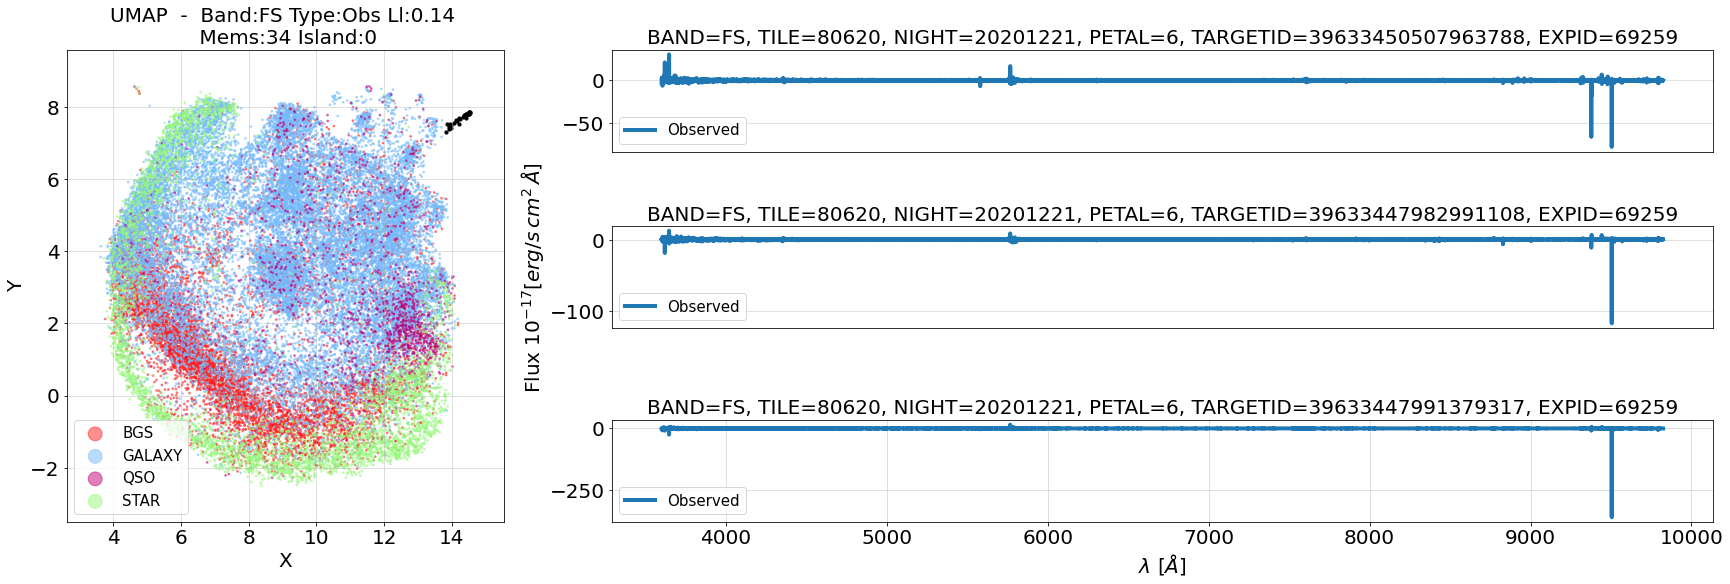 UMAP  -  Band:FS Type:Obs Ll:0.14
Mems:34 Island:0
8
6
4
2
0
−2
Y
BGS
GALAXY
QSO
STAR
4
6
8
10
12
14
X
Flux 10^{−17}[erg/s cm^2 Å]
BAND=FS, TILE=80620, NIGHT=20201221, PETAL=6, TARGETID=39633450507963788, EXPID=69259
0
−50
Observed
BAND=FS, TILE=80620, NIGHT=20201221, PETAL=6, TARGETID=39633447982991108, EXPID=69259
0
−100
Observed
BAND=FS, TILE=80620, NIGHT=20201221, PETAL=6, TARGETID=39633447991379317, EXPID=69259
0
−250
Observed
4000
5000
6000
7000
8000
9000
10000
λ [Å]